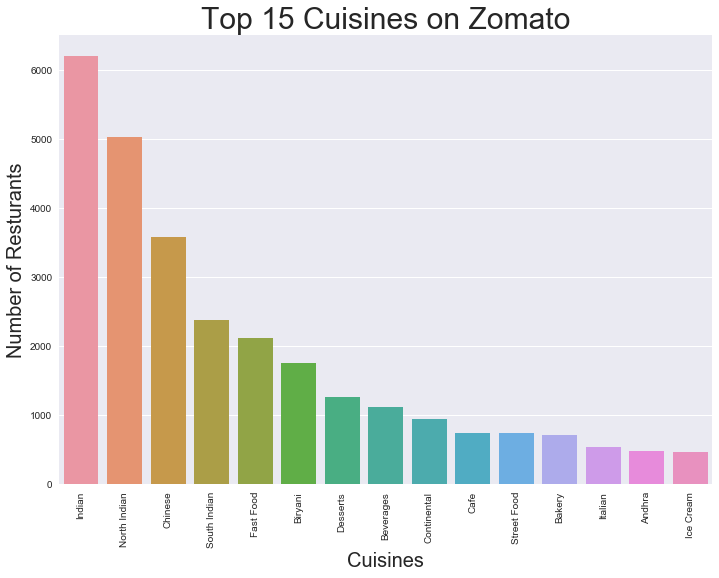 Top 15 Cuisines on Zomato
Number of Resturants
6000
5000
4000
3000
2000
1000
0
Indian
North Indian
Chinese
South Indian
Fast Food
Biryani
Desserts
Beverages
Continental
Cafe
Street Food
Bakery
Italian
Andhra
Ice Cream
Cuisines